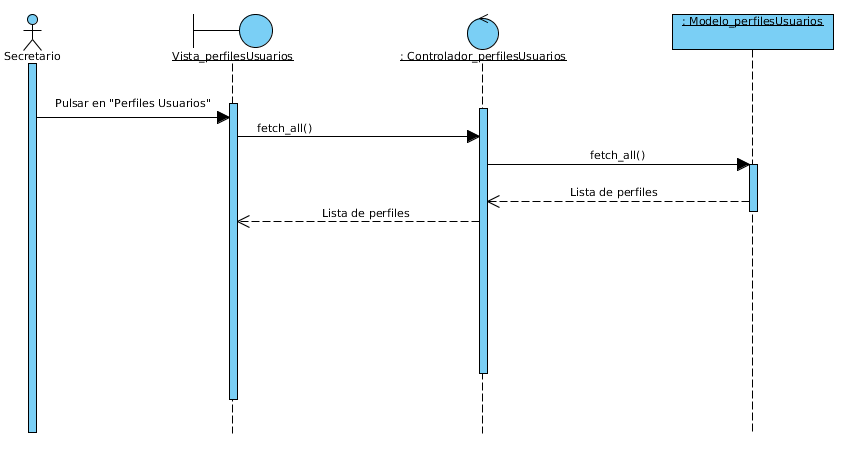 : Modelo_perfilesUsuarios
Secretario
Vista_perfilesUsuarios
: Controlador_perfilesUsuarios
Pulsar en "Perfiles Usuarios"
fetch_all()
fetch_all()
Lista de perfiles
Lista de perfiles